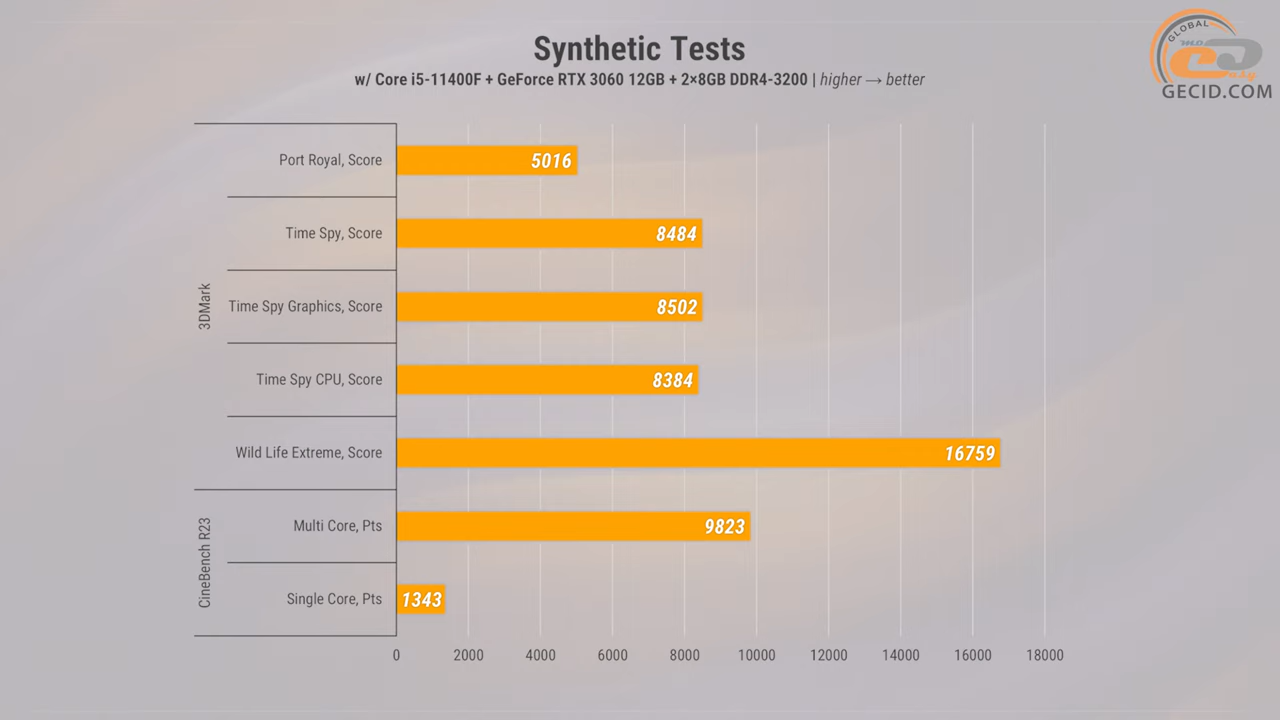 Synthetic Tests
w/ Core i5-11400F + GeForce RTX 3060 12GB + 2×8GB DDR4-3200 | higher → better
GLOBAL
easy
GECID.COM
3DMark
Port Royal, Score
5016
Time Spy, Score
8484
Time Spy Graphics, Score
8502
Time Spy CPU, Score
8384
Wild Life Extreme, Score
16759
CineBench R23
Multi Core, Pts
9823
Single Core, Pts
1343
0 2000 4000 6000 8000 10000 12000 14000 16000 18000